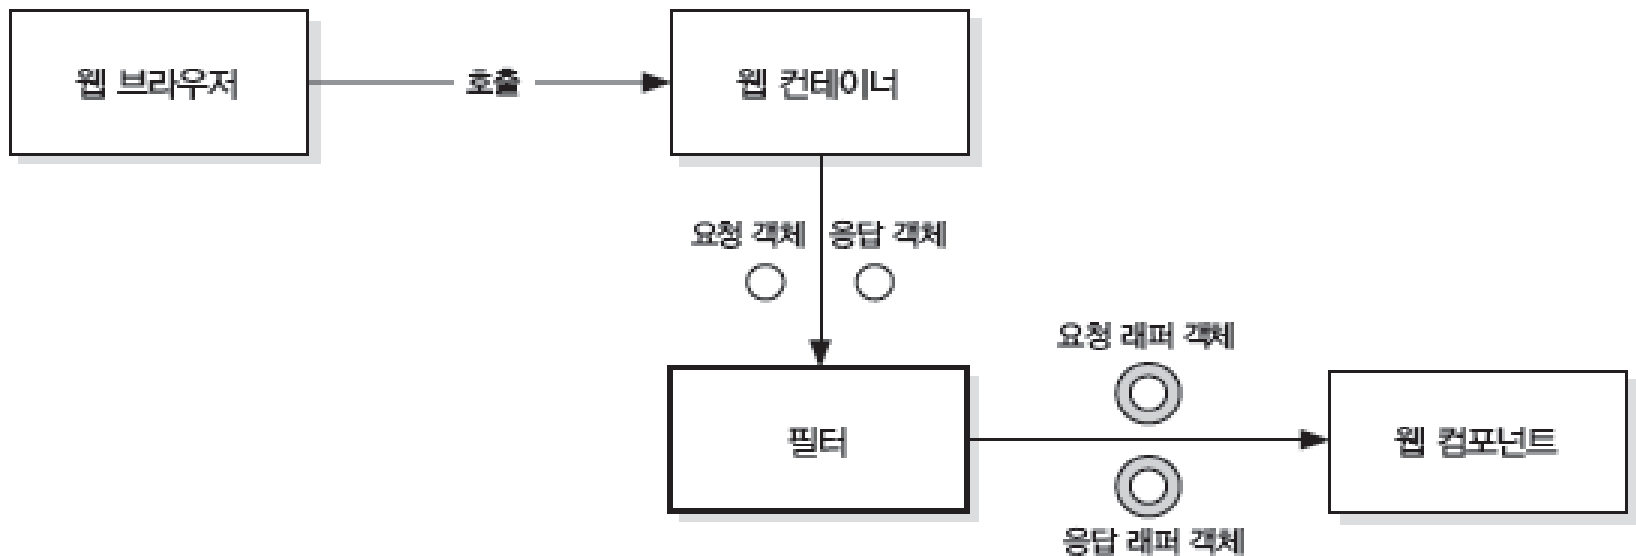 웹 브라우저
호출
웹 컨테이너
요청 객체
응답 객체
요청 래퍼 객체
필터
웹 컴포넌트
응답 래퍼 객체